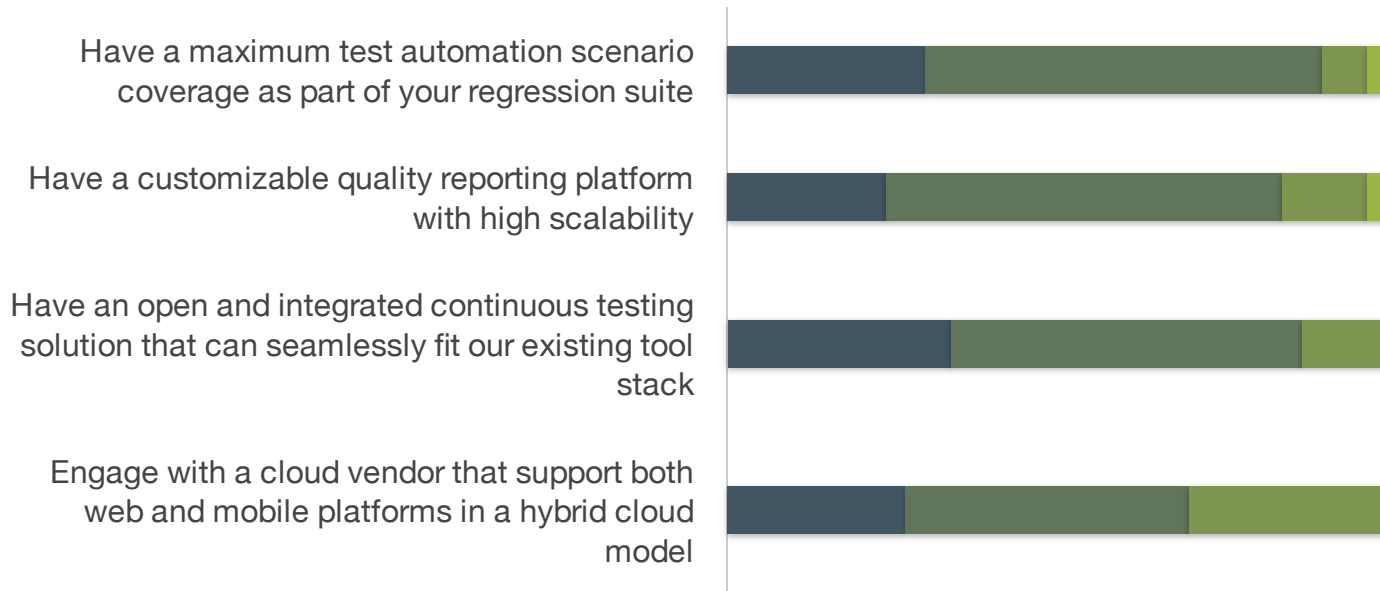 Have a maximum test automation scenario
coverage as part of your regression suite
Have a customizable quality reporting platform
with high scalability
Have an open and integrated continuous testing
solution that can seamlessly fit our existing tool
stack
Engage with a cloud vendor that support both
web and mobile platforms in a hybrid cloud
model